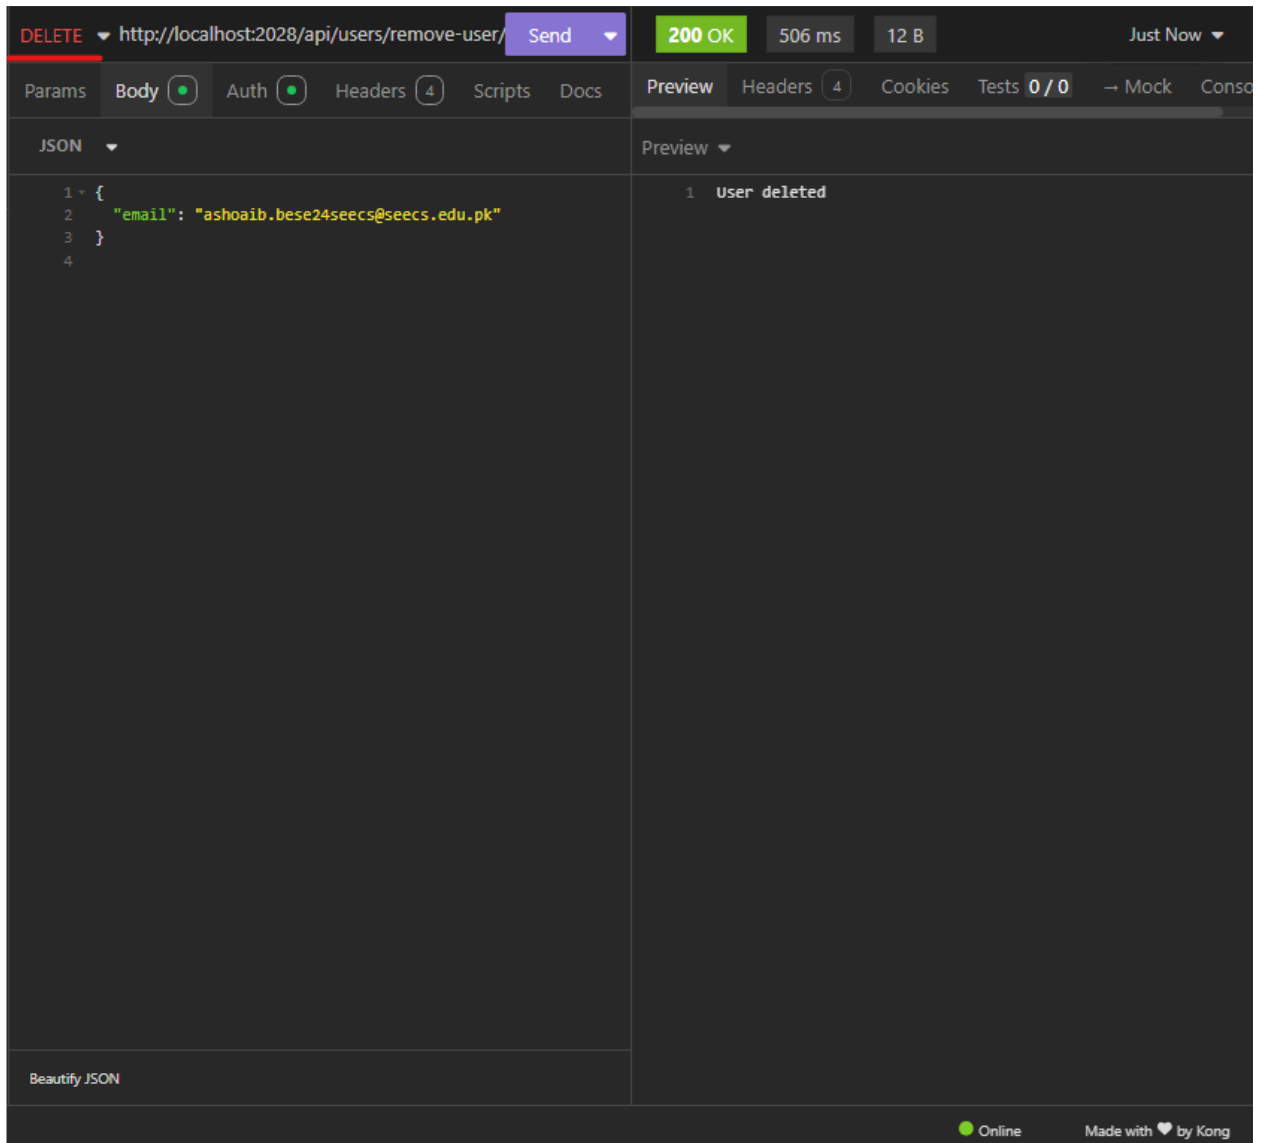 DELETE http://localhost:2028/api/users/remove-user/ Send 200 OK 506 ms 12 B Just Now
Params Body Auth Headers 4 Scripts Docs Preview Headers 4 Cookies Tests 0 / 0 → Mock Conso
JSON
Preview
1 {
2 "email": "ashoaib.bese24seecs@seecs.edu.pk"
3 }
4
1 User deleted
Beautify JSON
Online Made with ♥ by Kong